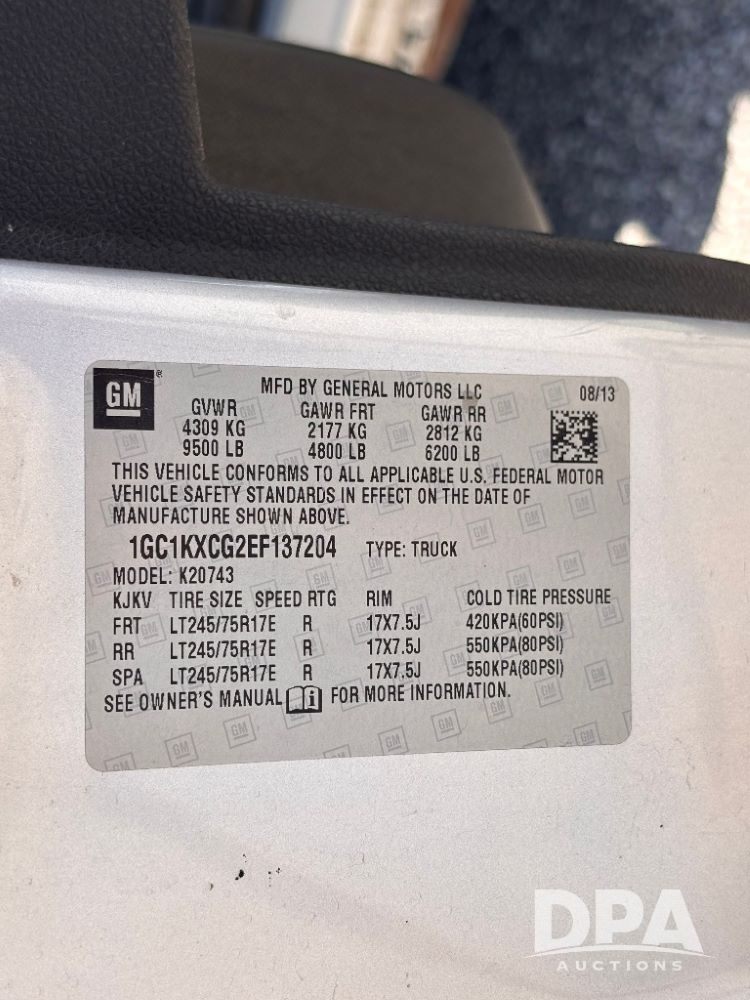 GM®
MFD BY GENERAL MOTORS LLC 08/13
GVWR GAWR FRT GAWR RR
4309 KG 2177 KG 2812 KG
9500 LB 4800 LB 6200 LB
THIS VEHICLE CONFORMS TO ALL APPLICABLE U.S. FEDERAL MOTOR
VEHICLE SAFETY STANDARDS IN EFFECT ON THE DATE OF
MANUFACTURE SHOWN ABOVE.
1GC1KXCG2EF137204 TYPE: TRUCK
MODEL: K20743
KJKV TIRE SIZE SPEED RTG RIM COLD TIRE PRESSURE
FRT LT245/75R17E R 17X7.5J 420KPA(60PSI)
RR LT245/75R17E R 17X7.5J 550KPA(80PSI)
SPA LT245/75R17E R 17X7.5J 550KPA(80PSI)
SEE OWNER'S MANUAL FOR MORE INFORMATION.
DPA
AUCTIONS